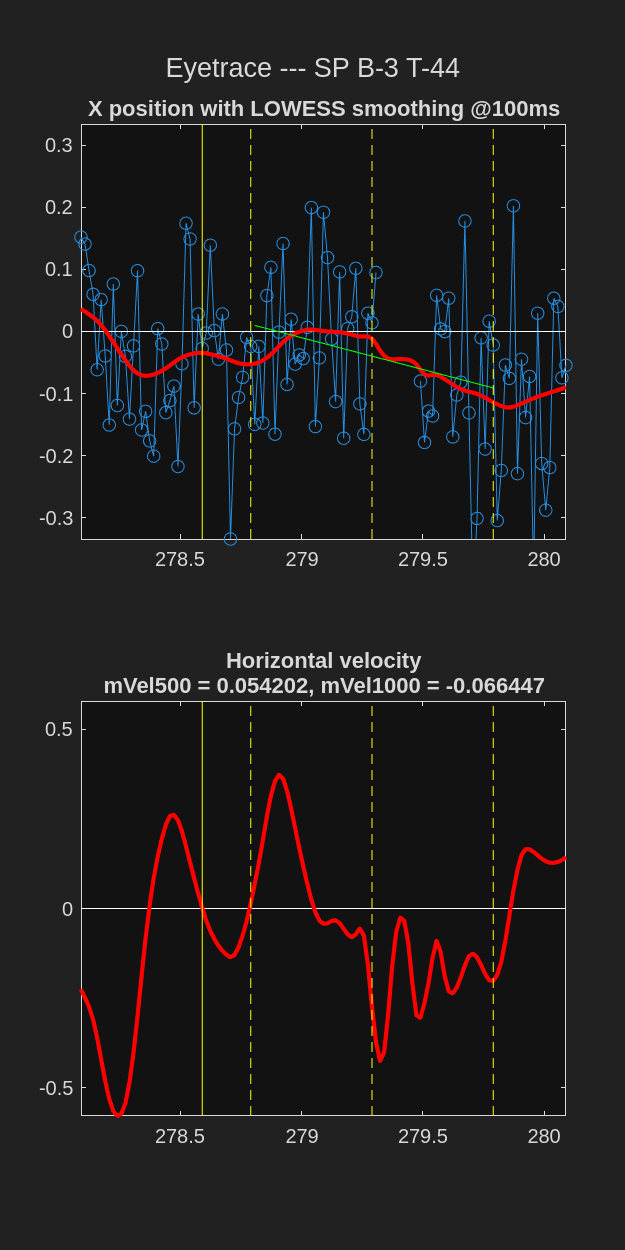 Eyetrace --- SP B-3 T-44
X position with LOWESS smoothing @100ms
0.3
0.2
0.1
0
-0.1
-0.2
-0.3
278.5 279 279.5 280
Horizontal velocity
mVel500 = 0.054202, mVel1000 = -0.066447
0.5
0
-0.5
278.5 279 279.5 280